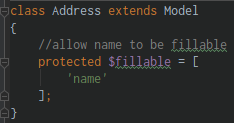 class Address extends Model
{
    //allow name to be fillable
    protected $fillable = [
        'name'
    ];
}